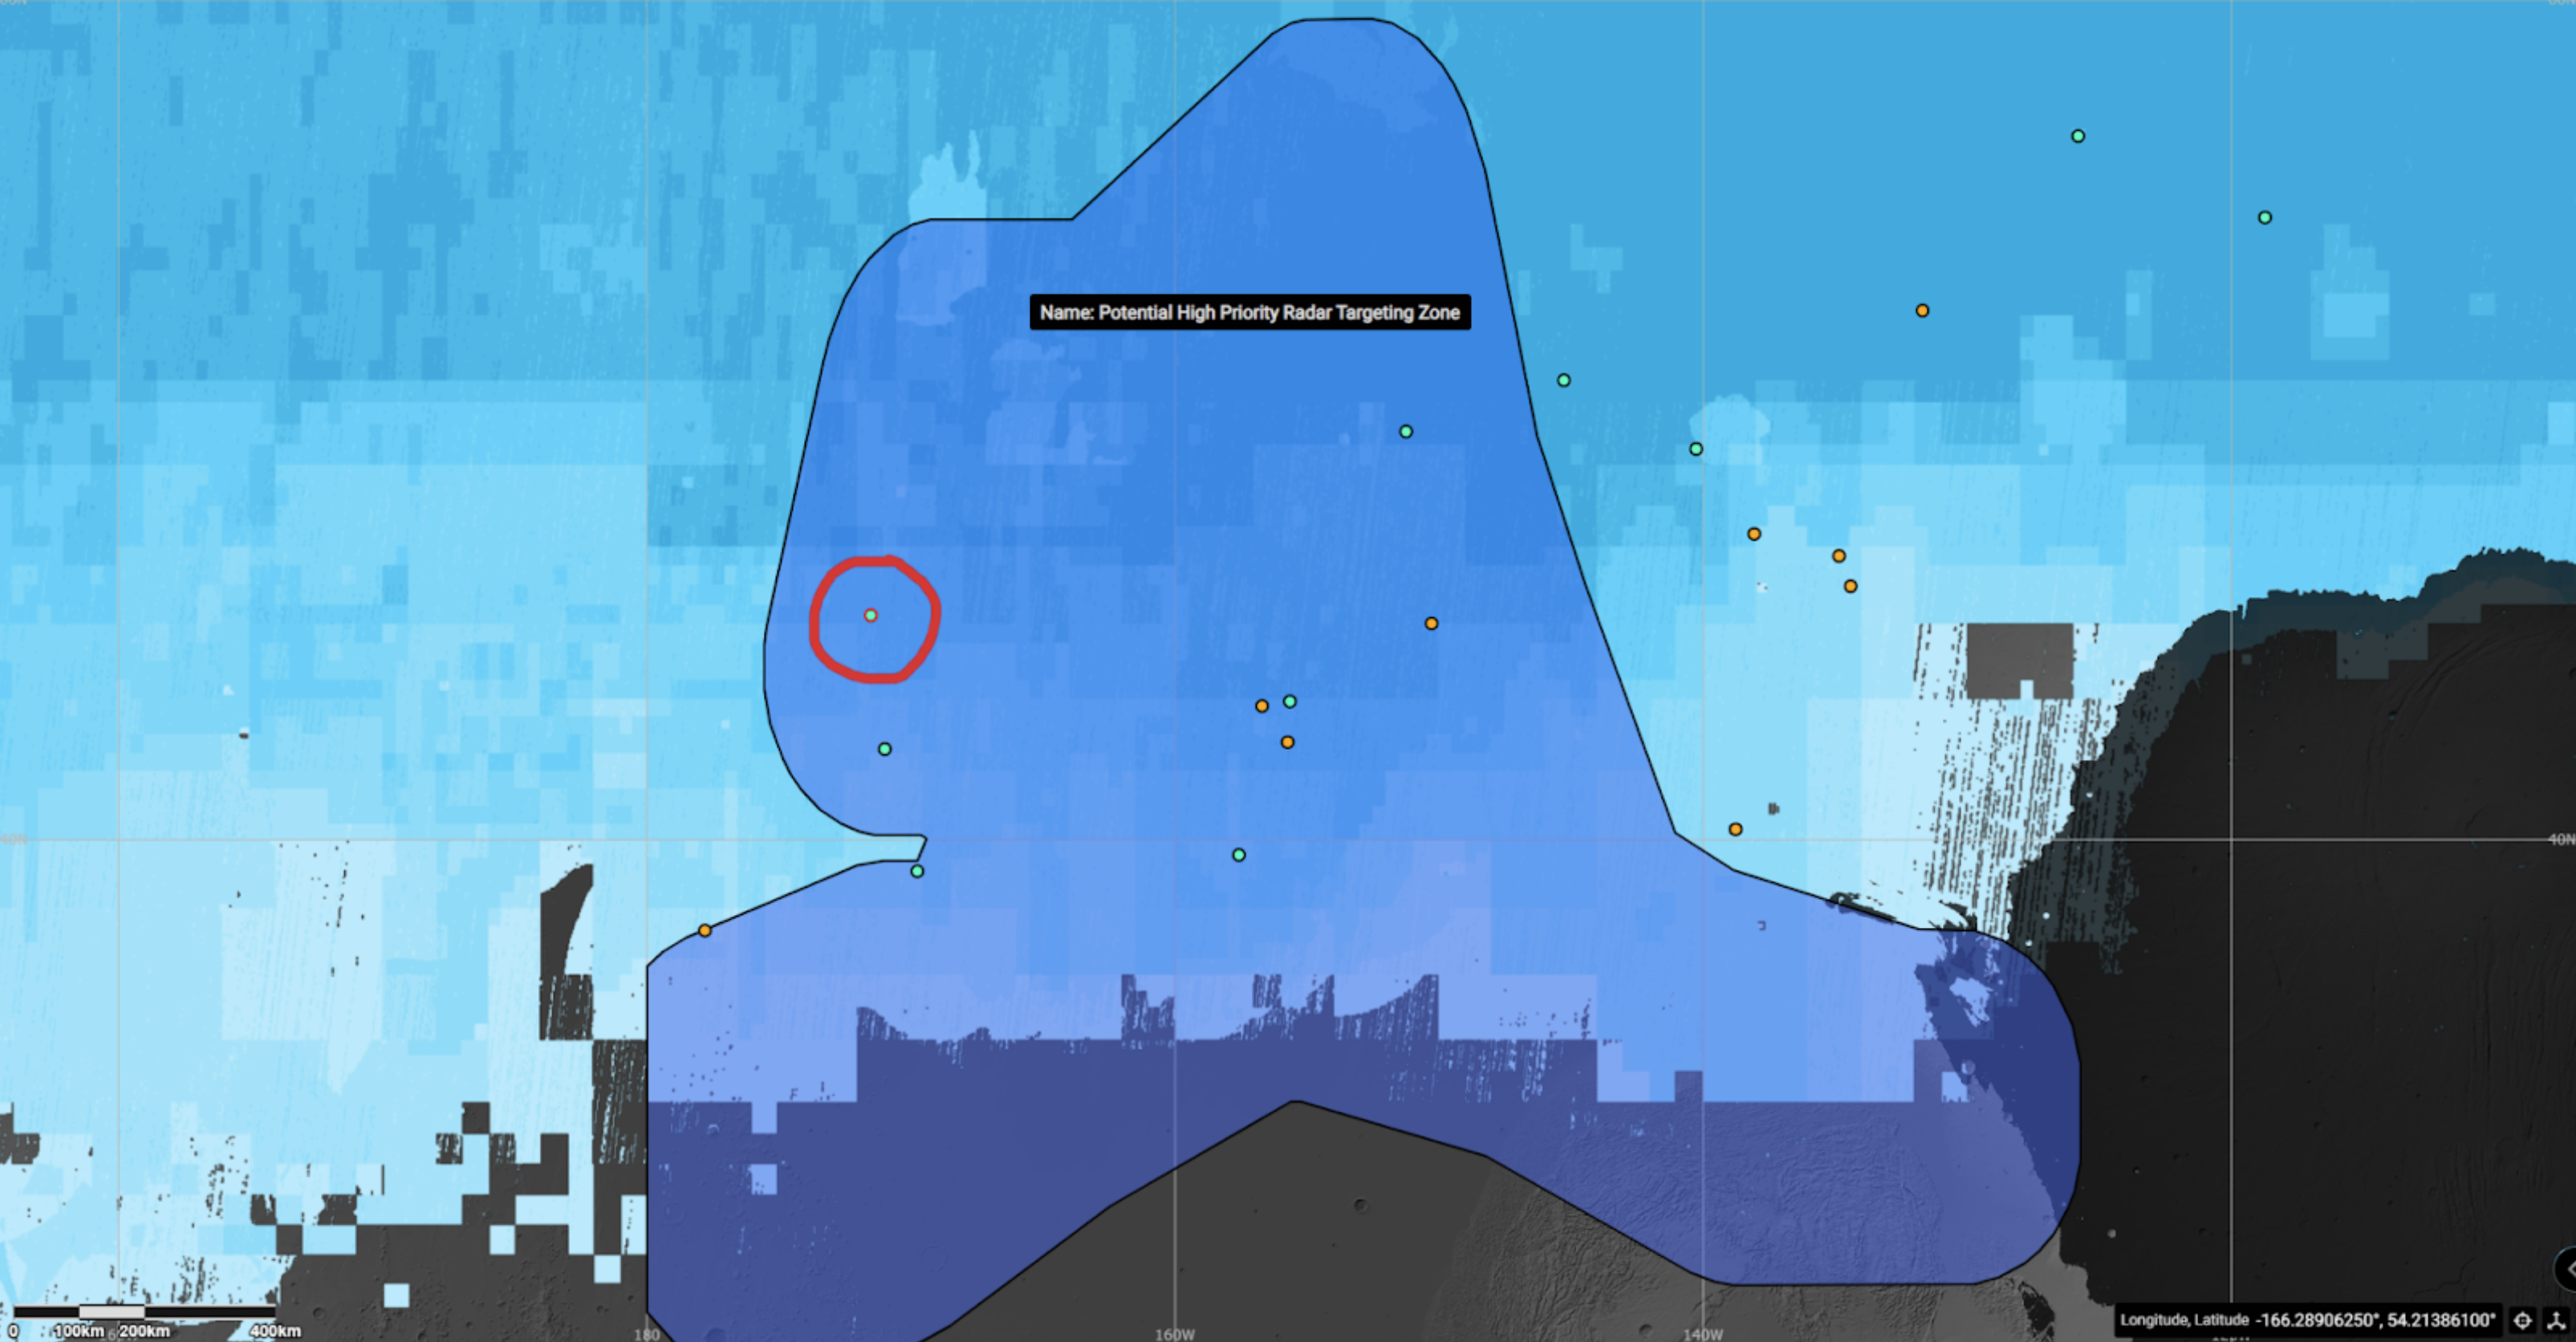 Name: Potential High Priority Radar Targeting Zone
40N
0 100km 200km 400km
180
160W
140W
Longitude, Latitude -166.28906250°, 54.21386100°